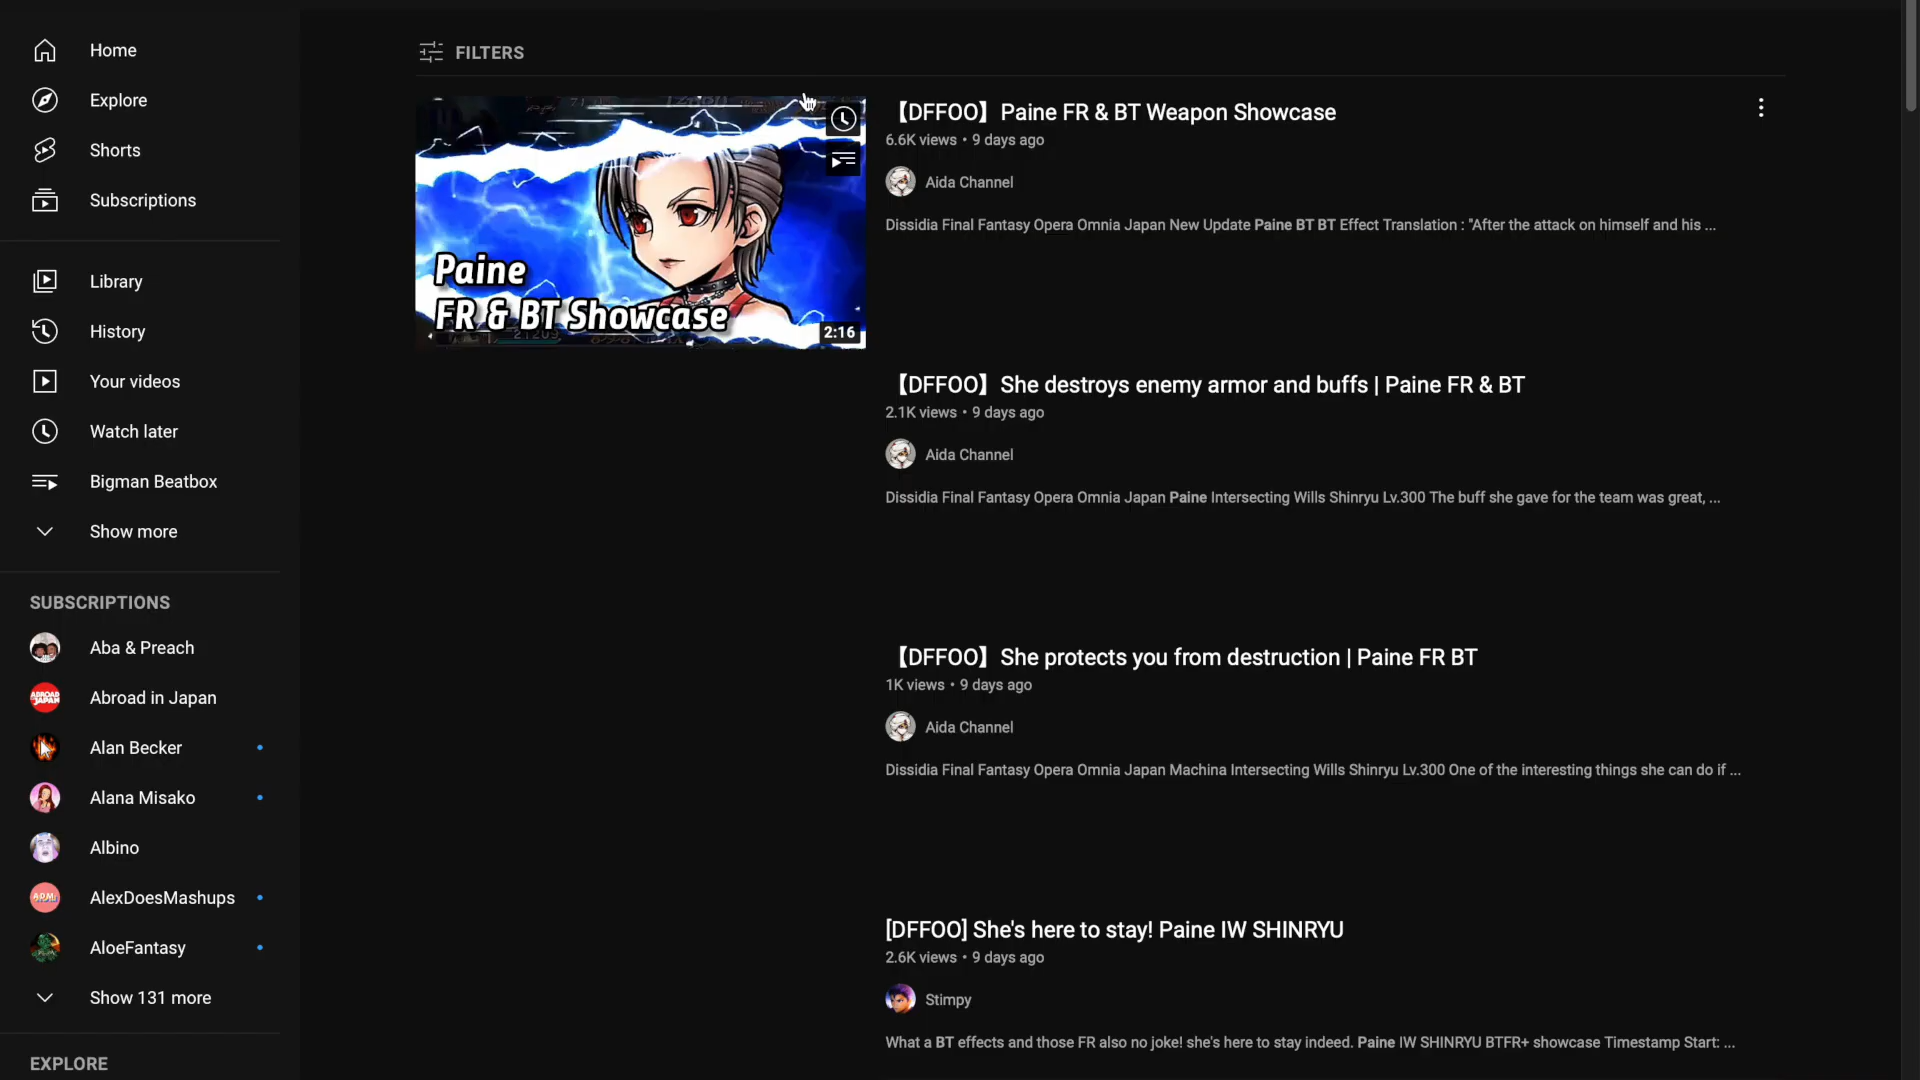 Home
Explore
Shorts
Subscriptions
Library
History
Your videos
Watch later
Bigman Beatbox
Show more
SUBSCRIPTIONS
Aba & Preach
Abroad in Japan
Alan Becker
Alana Misako
Albino
AlexDoesMashups
AloeFantasy
Show 131 more
EXPLORE
FILTERS
Paine
FR & BT Showcase
2:16
【DFFOO】Paine FR & BT Weapon Showcase
6.6K views • 9 days ago
Aida Channel
Dissidia Final Fantasy Opera Omnia Japan New Update Paine BT BT Effect Translation : "After the attack on himself and his ...
【DFFOO】She destroys enemy armor and buffs | Paine FR & BT
2.1K views • 9 days ago
Aida Channel
Dissidia Final Fantasy Opera Omnia Japan Paine Intersecting Wills Shinryu Lv.300 The buff she gave for the team was great, ...
【DFFOO】She protects you from destruction | Paine FR BT
1K views • 9 days ago
Aida Channel
Dissidia Final Fantasy Opera Omnia Japan Machina Intersecting Wills Shinryu Lv.300 One of the interesting things she can do if ...
[DFFOO] She's here to stay! Paine IW SHINRYU
2.6K views • 9 days ago
Stimpy
What a BT effects and those FR also no joke! she's here to stay indeed. Paine IW SHINRYU BTFR+ showcase Timestamp Start: ...